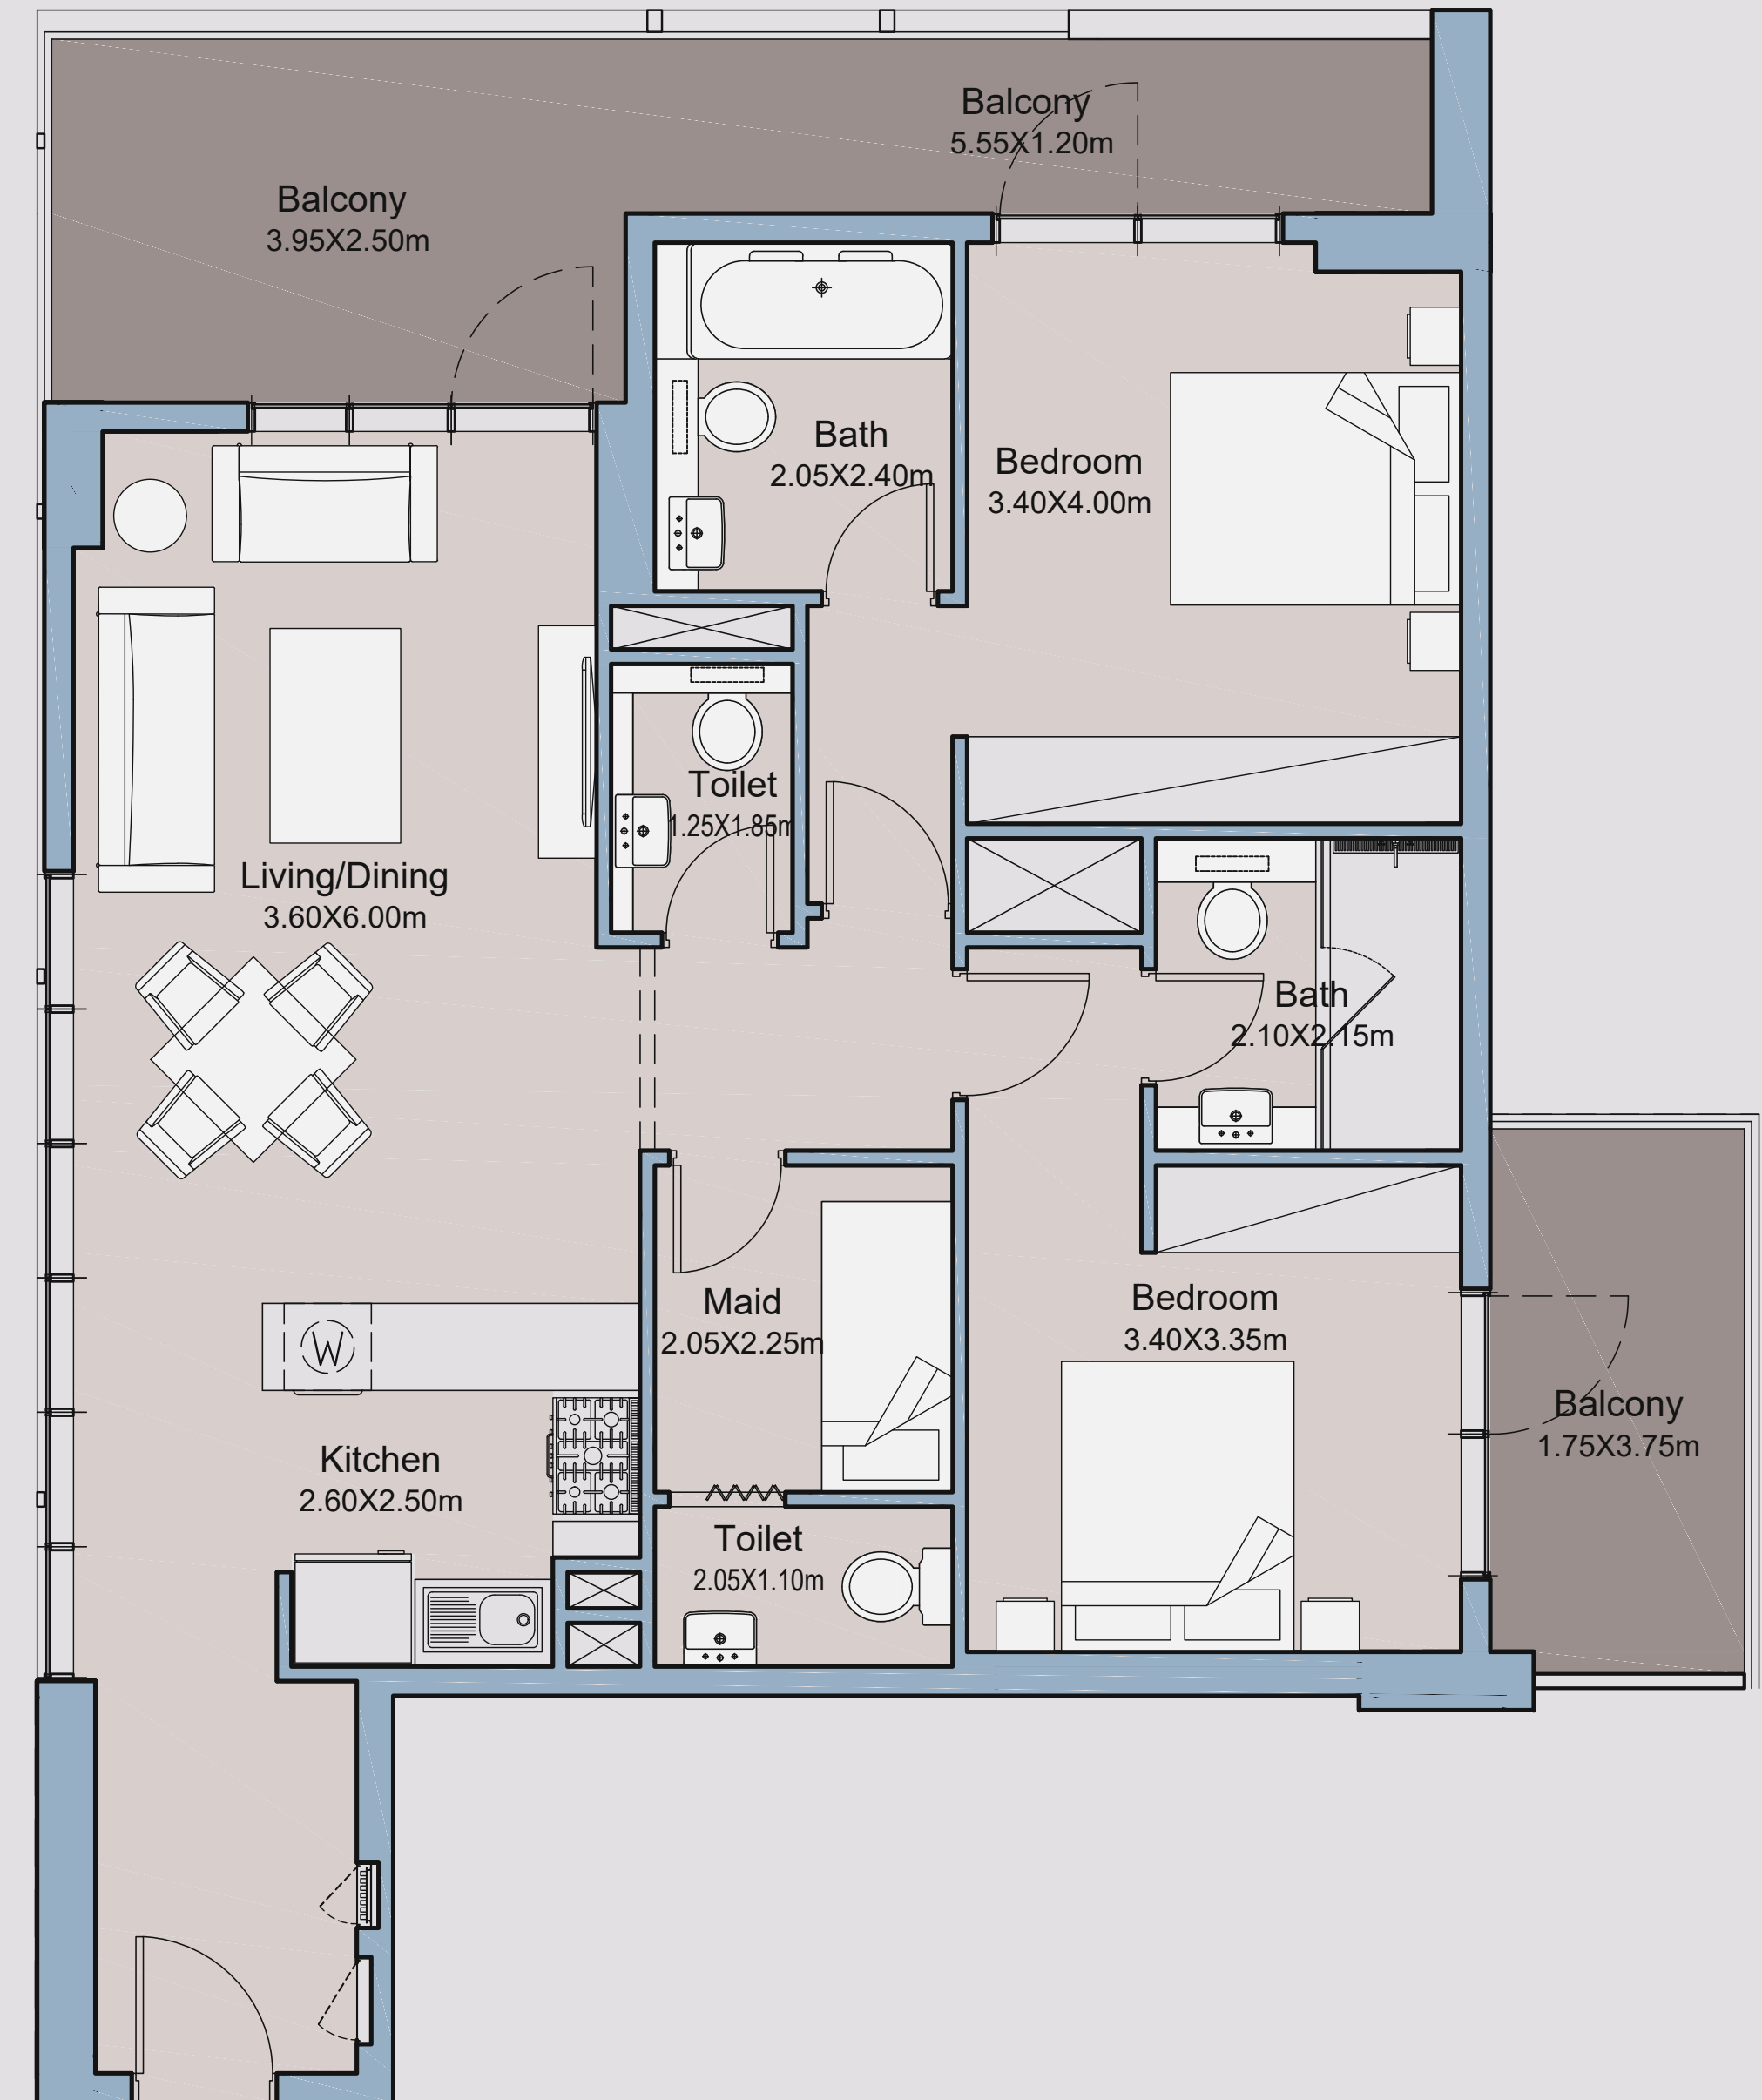 Balcony
5.55X1.20m
Balcony
3.95X2.50m
Bath
2.05X2.40m
Bedroom
3.40X4.00m
Toilet
1.25X1.85m
Living/Dining
3.60X6.00m
Bath
2.10X2.15m
Maid
2.05X2.25m
Bedroom
3.40X3.35m
W
Balcony
1.75X3.75m
Kitchen
2.60X2.50m
Toilet
2.05X1.10m